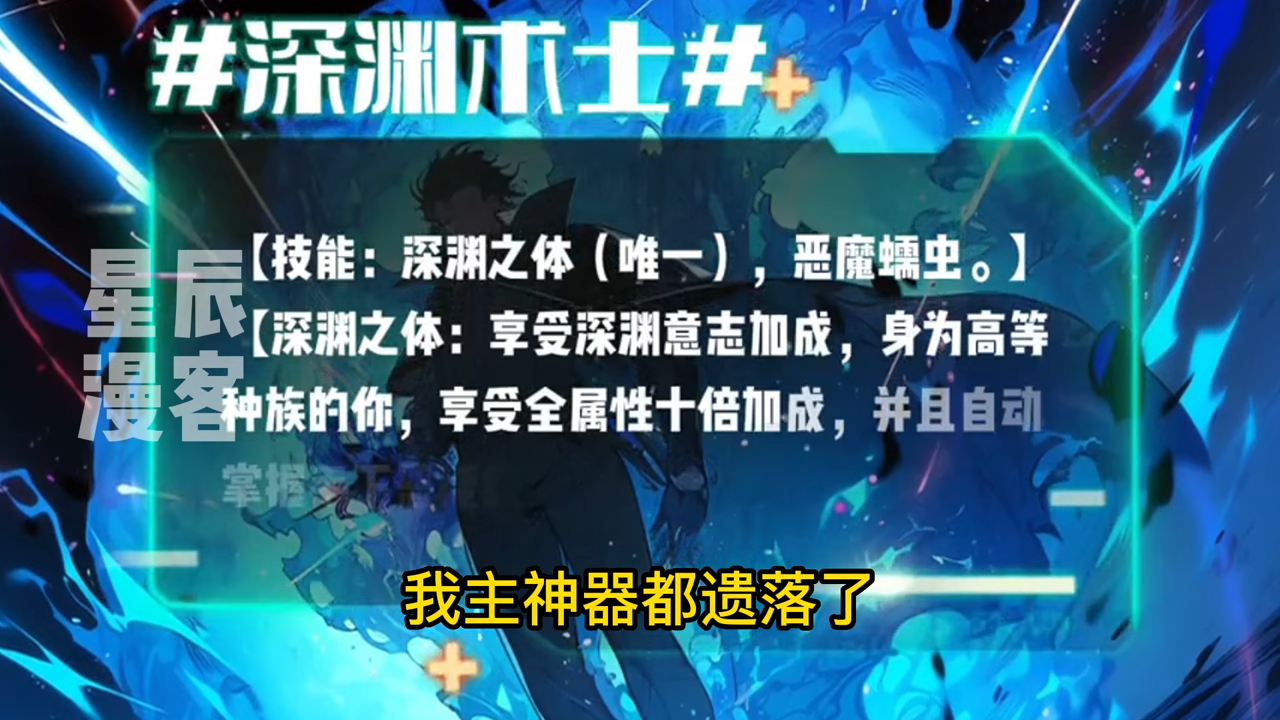 #深渊术士#
【技能：深渊之体（唯一），恶魔蠕虫。】
【深渊之体：享受深渊意志加成，身为高等
种族的你，享受全属性十倍加成，并且自动
掌握
星辰
漫客
我主神器都遗落了